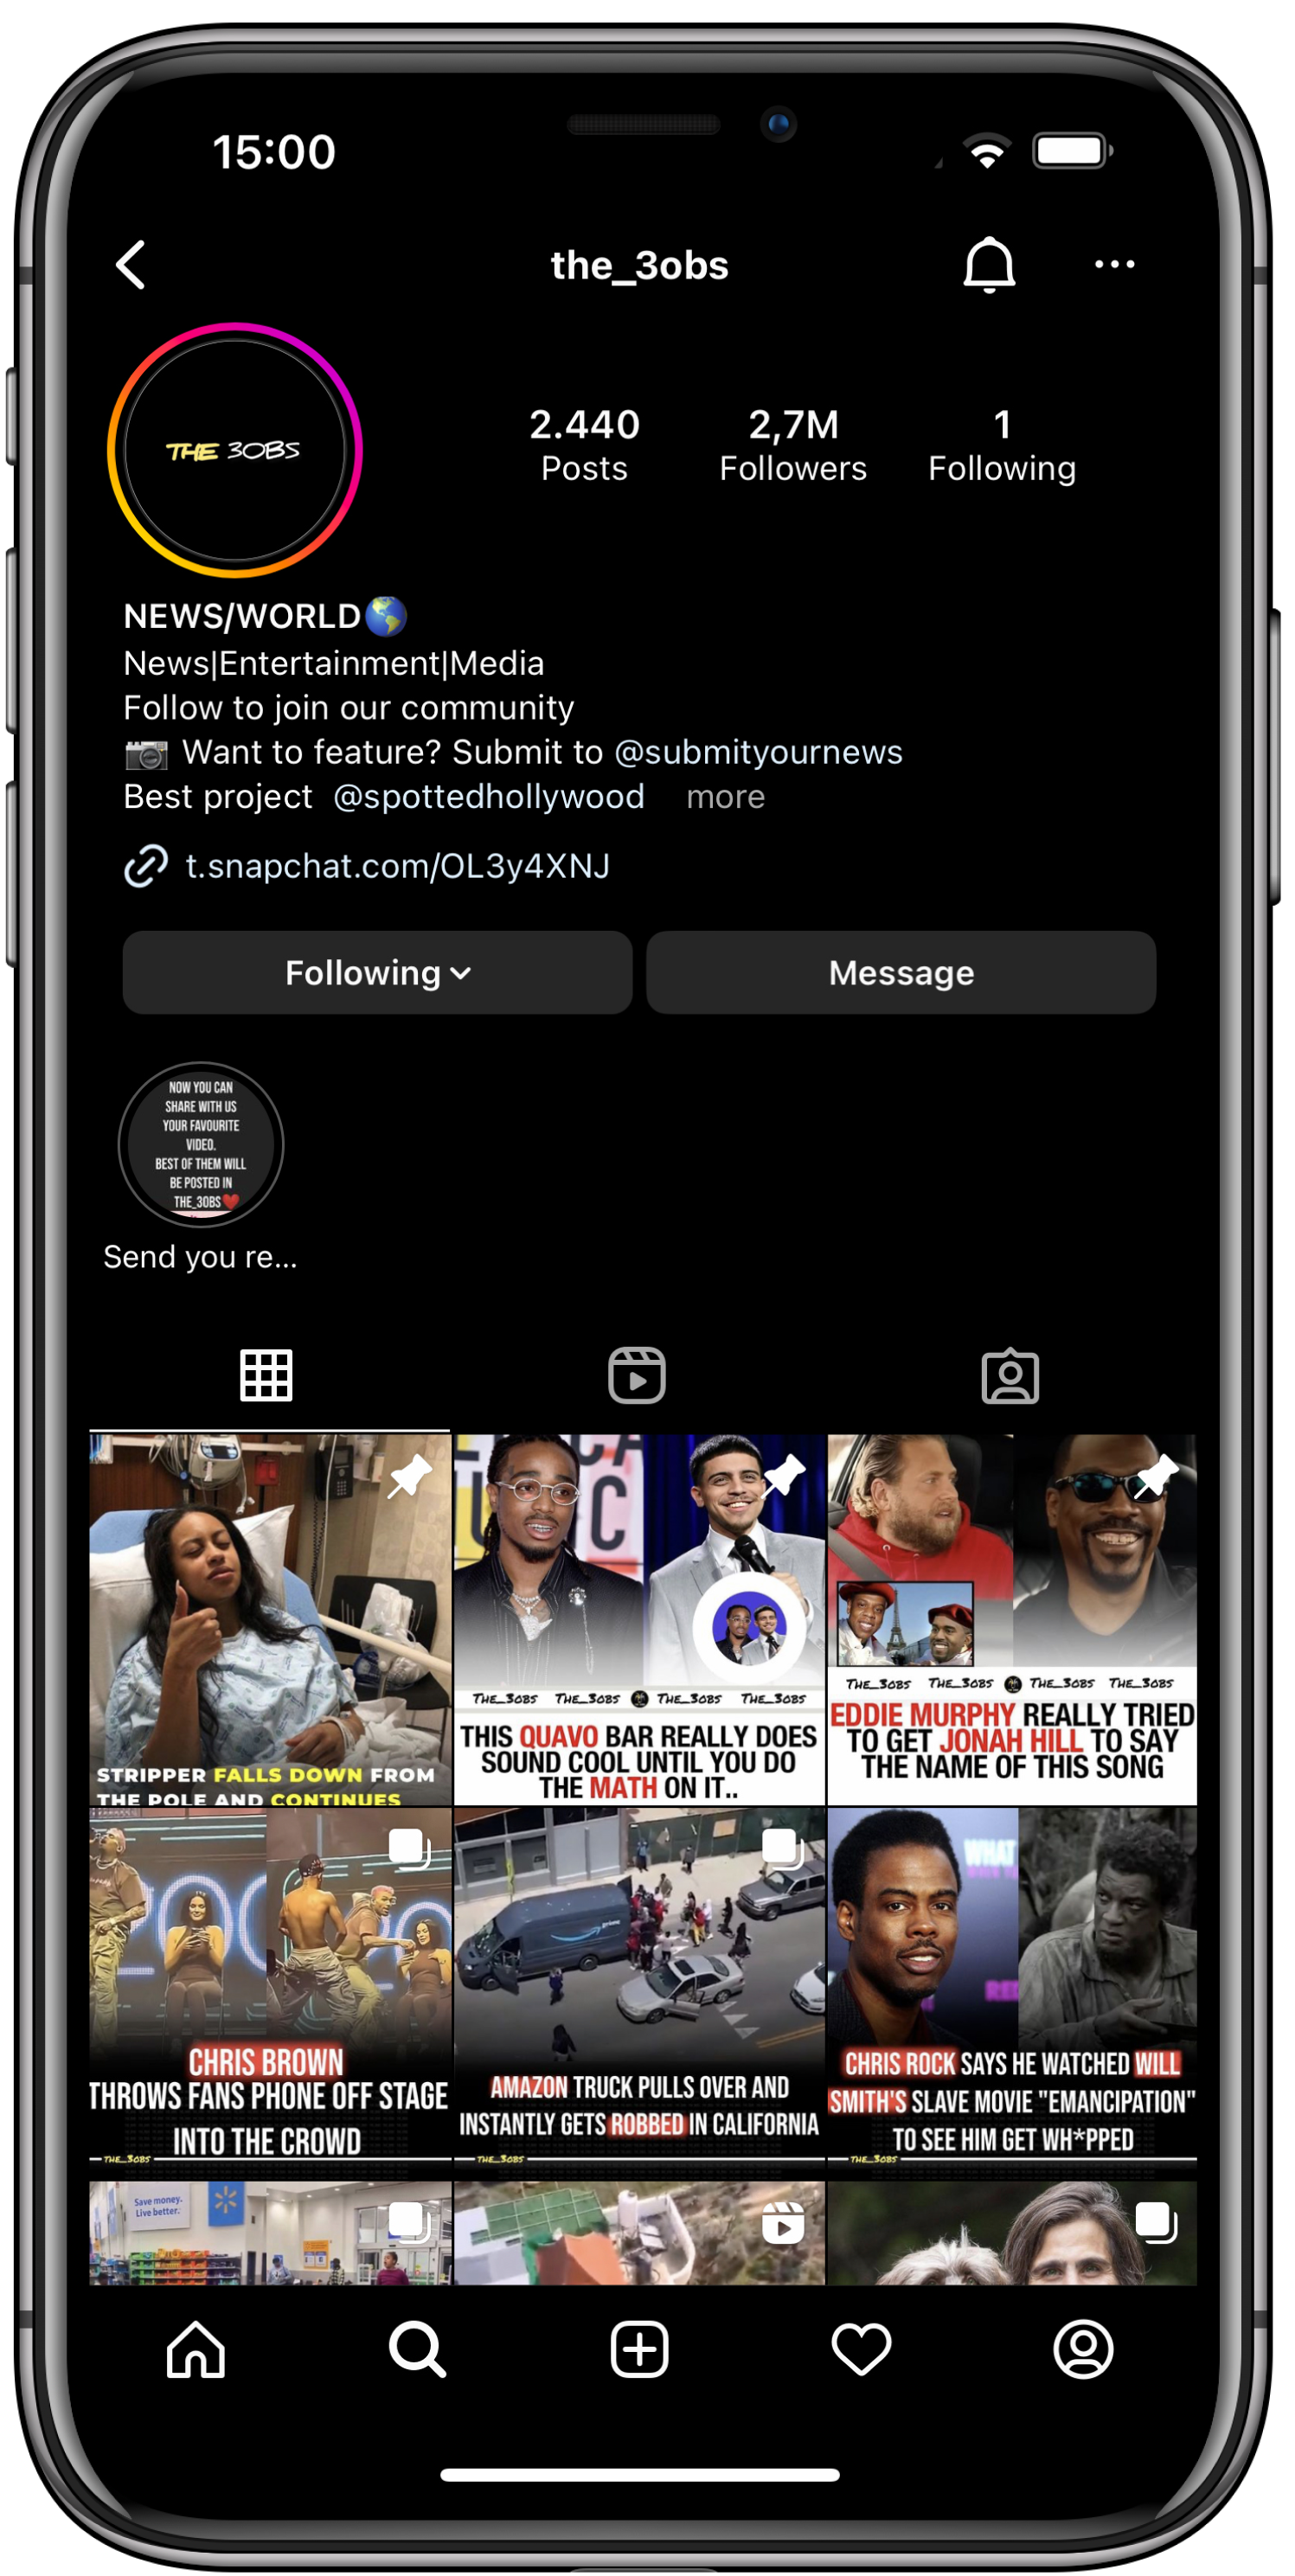 15:00
the_3obs
THE 3OBS
2.440 2,7M 1
Posts Followers Following
NEWS/WORLD🌎
News|Entertainment|Media
Follow to join our community
📷 Want to feature? Submit to @submityournews
Best project @spottedhollywood more
t.snapchat.com/OL3y4XNJ
Following Message
NOW YOU CAN
SHARE WITH US
YOUR FAVOURITE
VIDEO.
BEST OF THEM WILL
BE POSTED IN
THE_3OBS❤️
Send you re...
STRIPPER FALLS DOWN FROM
THE POLE AND CONTINUES
THE_3OBS THE_3OBS THE_3OBS THE_3OBS
THIS QUAVO BAR REALLY DOES
SOUND COOL UNTIL YOU DO
THE MATH ON IT..
THE_3OBS THE_3OBS THE_3OBS THE_3OBS
EDDIE MURPHY REALLY TRIED
TO GET JONAH HILL TO SAY
THE NAME OF THIS SONG
CHRIS BROWN
THROWS FANS PHONE OFF STAGE
INTO THE CROWD
THE_3OBS
prime
AMAZON TRUCK PULLS OVER AND
INSTANTLY GETS ROBBED IN CALIFORNIA
THE_3OBS
WHAT
CHRIS ROCK SAYS HE WATCHED WILL
SMITH'S SLAVE MOVIE "EMANCIPATION"
TO SEE HIM GET WH*PPED
THE_3OBS
Save money.
Live better.